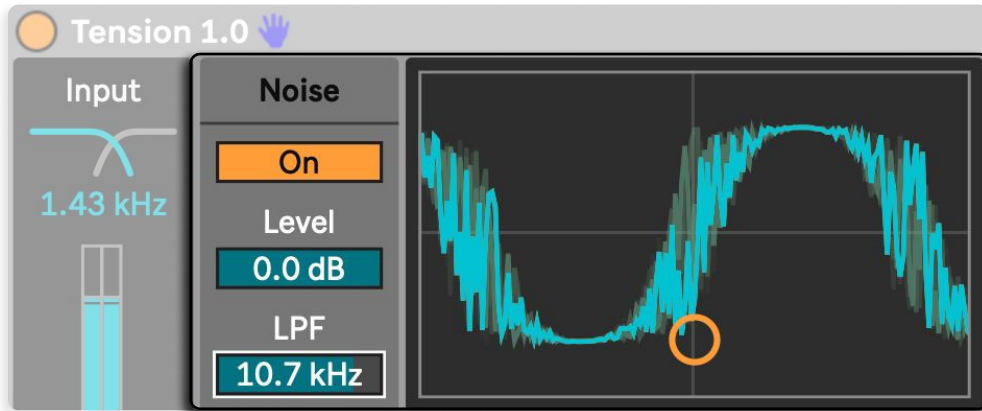 Tension 1.0
Input
1.43 kHz
Noise
On
Level
0.0 dB
LPF
10.7 kHz